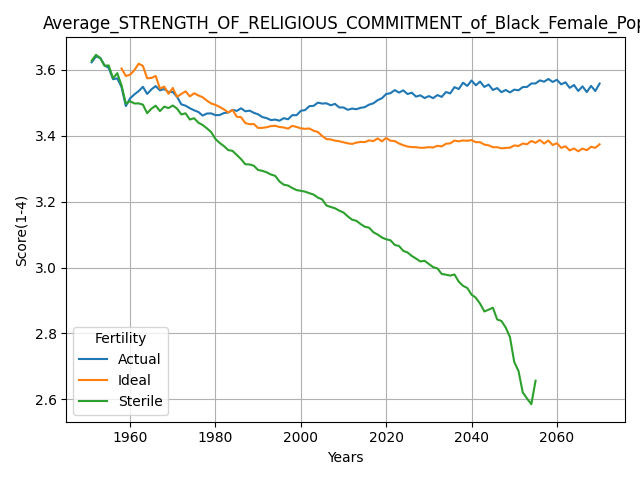 Average_STRENGTH_OF_RELIGIOUS_COMMITMENT_of_Black_Female_Pop
Score(1-4)
3.6
3.4
3.2
3.0
2.8
2.6
Fertility
Actual
Ideal
Sterile
1960
1980
2000
2020
2040
2060
Years